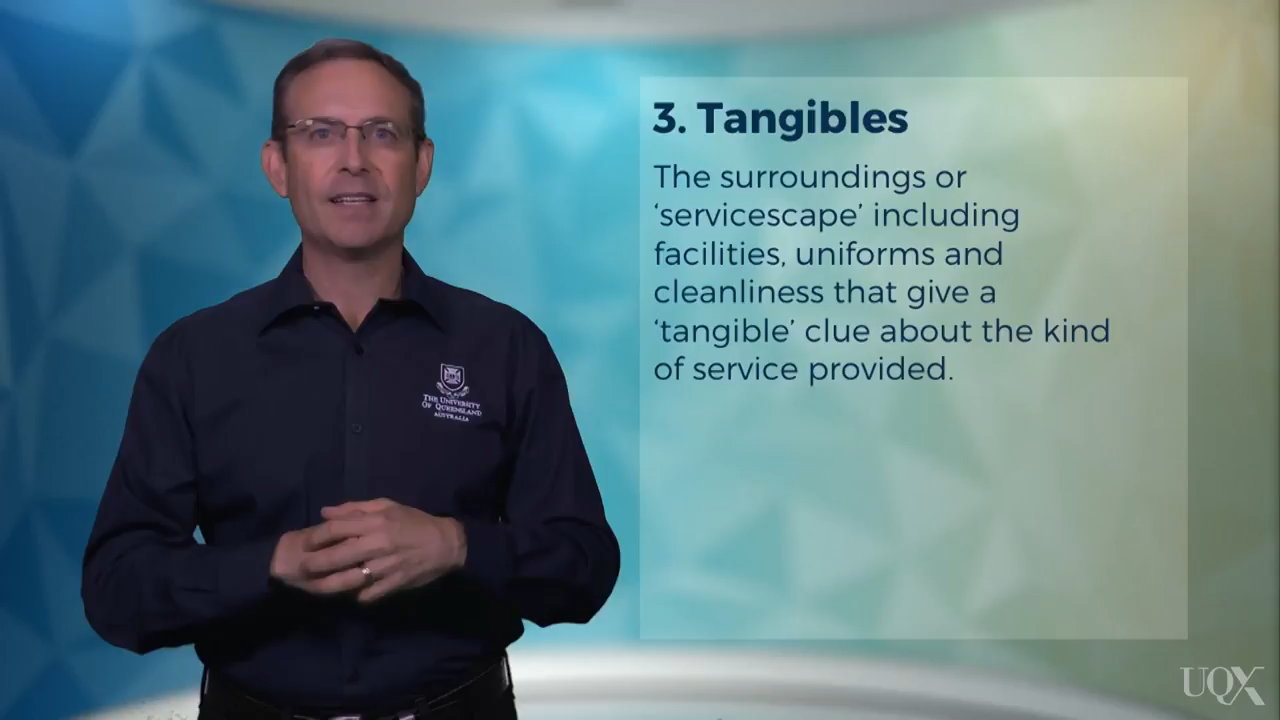 3. Tangibles
The surroundings or
‘servicescape’ including
facilities, uniforms and
cleanliness that give a
‘tangible’ clue about the kind
of service provided.
THE UNIVERSITY
OF QUEENSLAND
AUSTRALIA
UQX